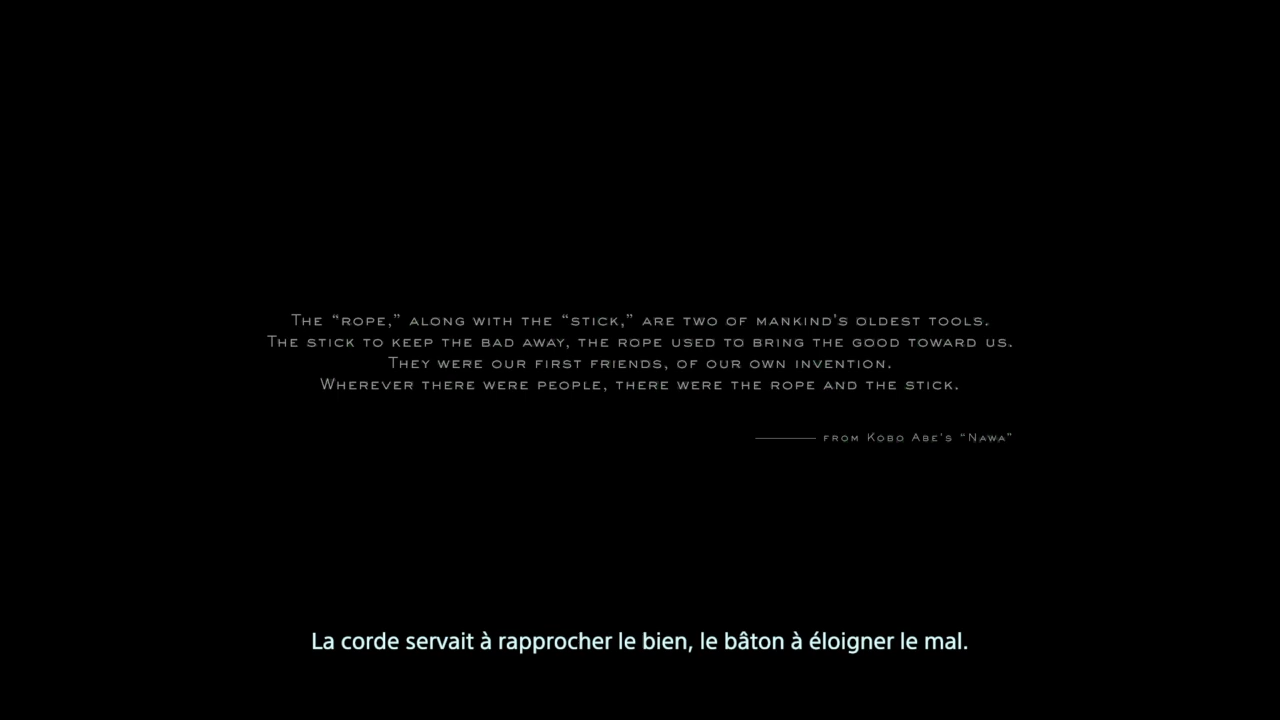 The “rope,” along with the “stick,” are two of mankind's oldest tools.
The stick to keep the bad away, the rope used to bring the good toward us.
They were our first friends, of our own invention.
Wherever there were people, there were the rope and the stick.
——— from Kobo Abe's “Nawa”
La corde servait à rapprocher le bien, le bâton à éloigner le mal.